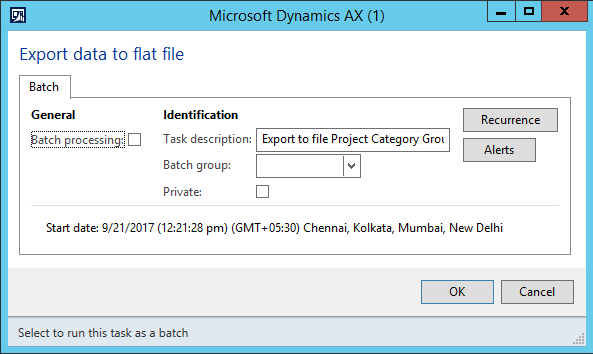 Microsoft Dynamics AX (1)
Export data to flat file
Batch
General
Identification
Batch processing:
Task description:
Export to file Project Category Grou
Recurrence
Batch group:
Alerts
Private:
Start date: 9/21/2017 (12:21:28 pm) (GMT+05:30) Chennai, Kolkata, Mumbai, New Delhi
OK
Cancel
Select to run this task as a batch